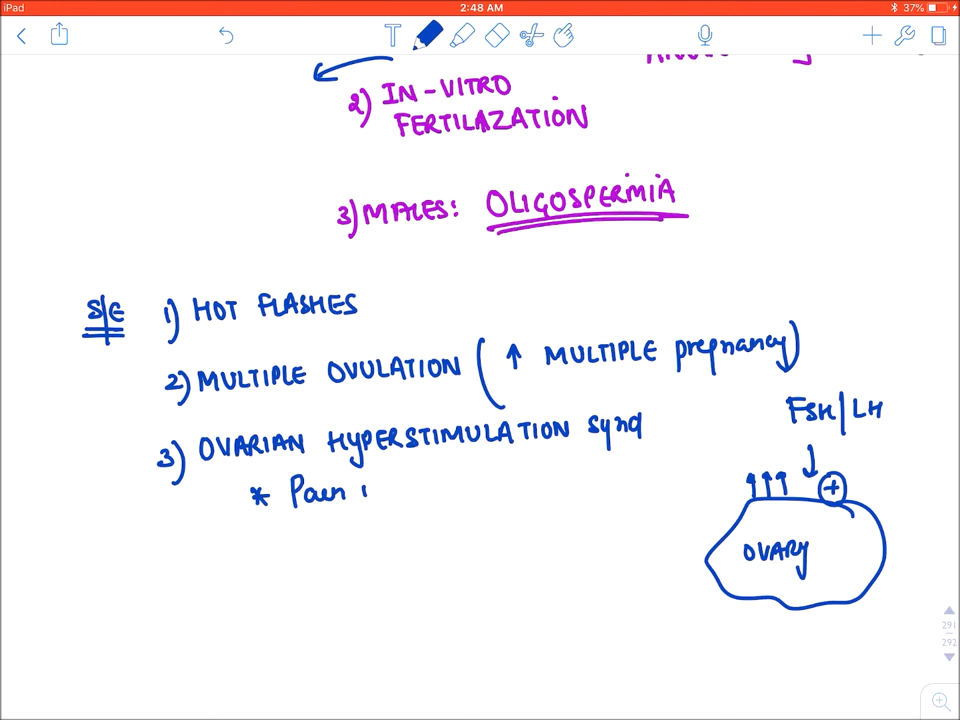 iPad
2:48 AM
37%
T
2) IN-VITRO
FERTILAZATION
3) MALES: OLIGOSPERMIA
S/E 1) HOT FLASHES
2) MULTIPLE OVULATION (↑ MULTIPLE pregnancy)
FSH/LH
3) OVARIAN HYPERSTIMULATION synd
* Pain
+
OVARY
291
292